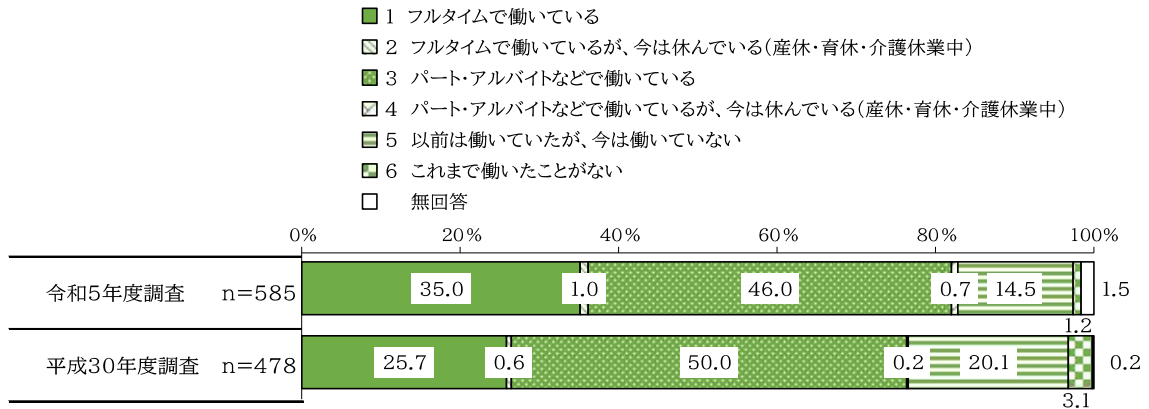 1 フルタイムで働いている
2 フルタイムで働いているが、今は休んでいる(産休・育休・介護休業中)
3 パート・アルバイトなどで働いている
4 パート・アルバイトなどで働いているが、今は休んでいる(産休・育休・介護休業中)
5 以前は働いていたが、今は働いていない
6 これまで働いたことがない
無回答
0% 20% 40% 60% 80% 100%
令和5年度調査 n=585 35.0 1.0 46.0 0.7 14.5 1.5
1.2
平成30年度調査 n=478 25.7 0.6 50.0 0.2 20.1 0.2
3.1